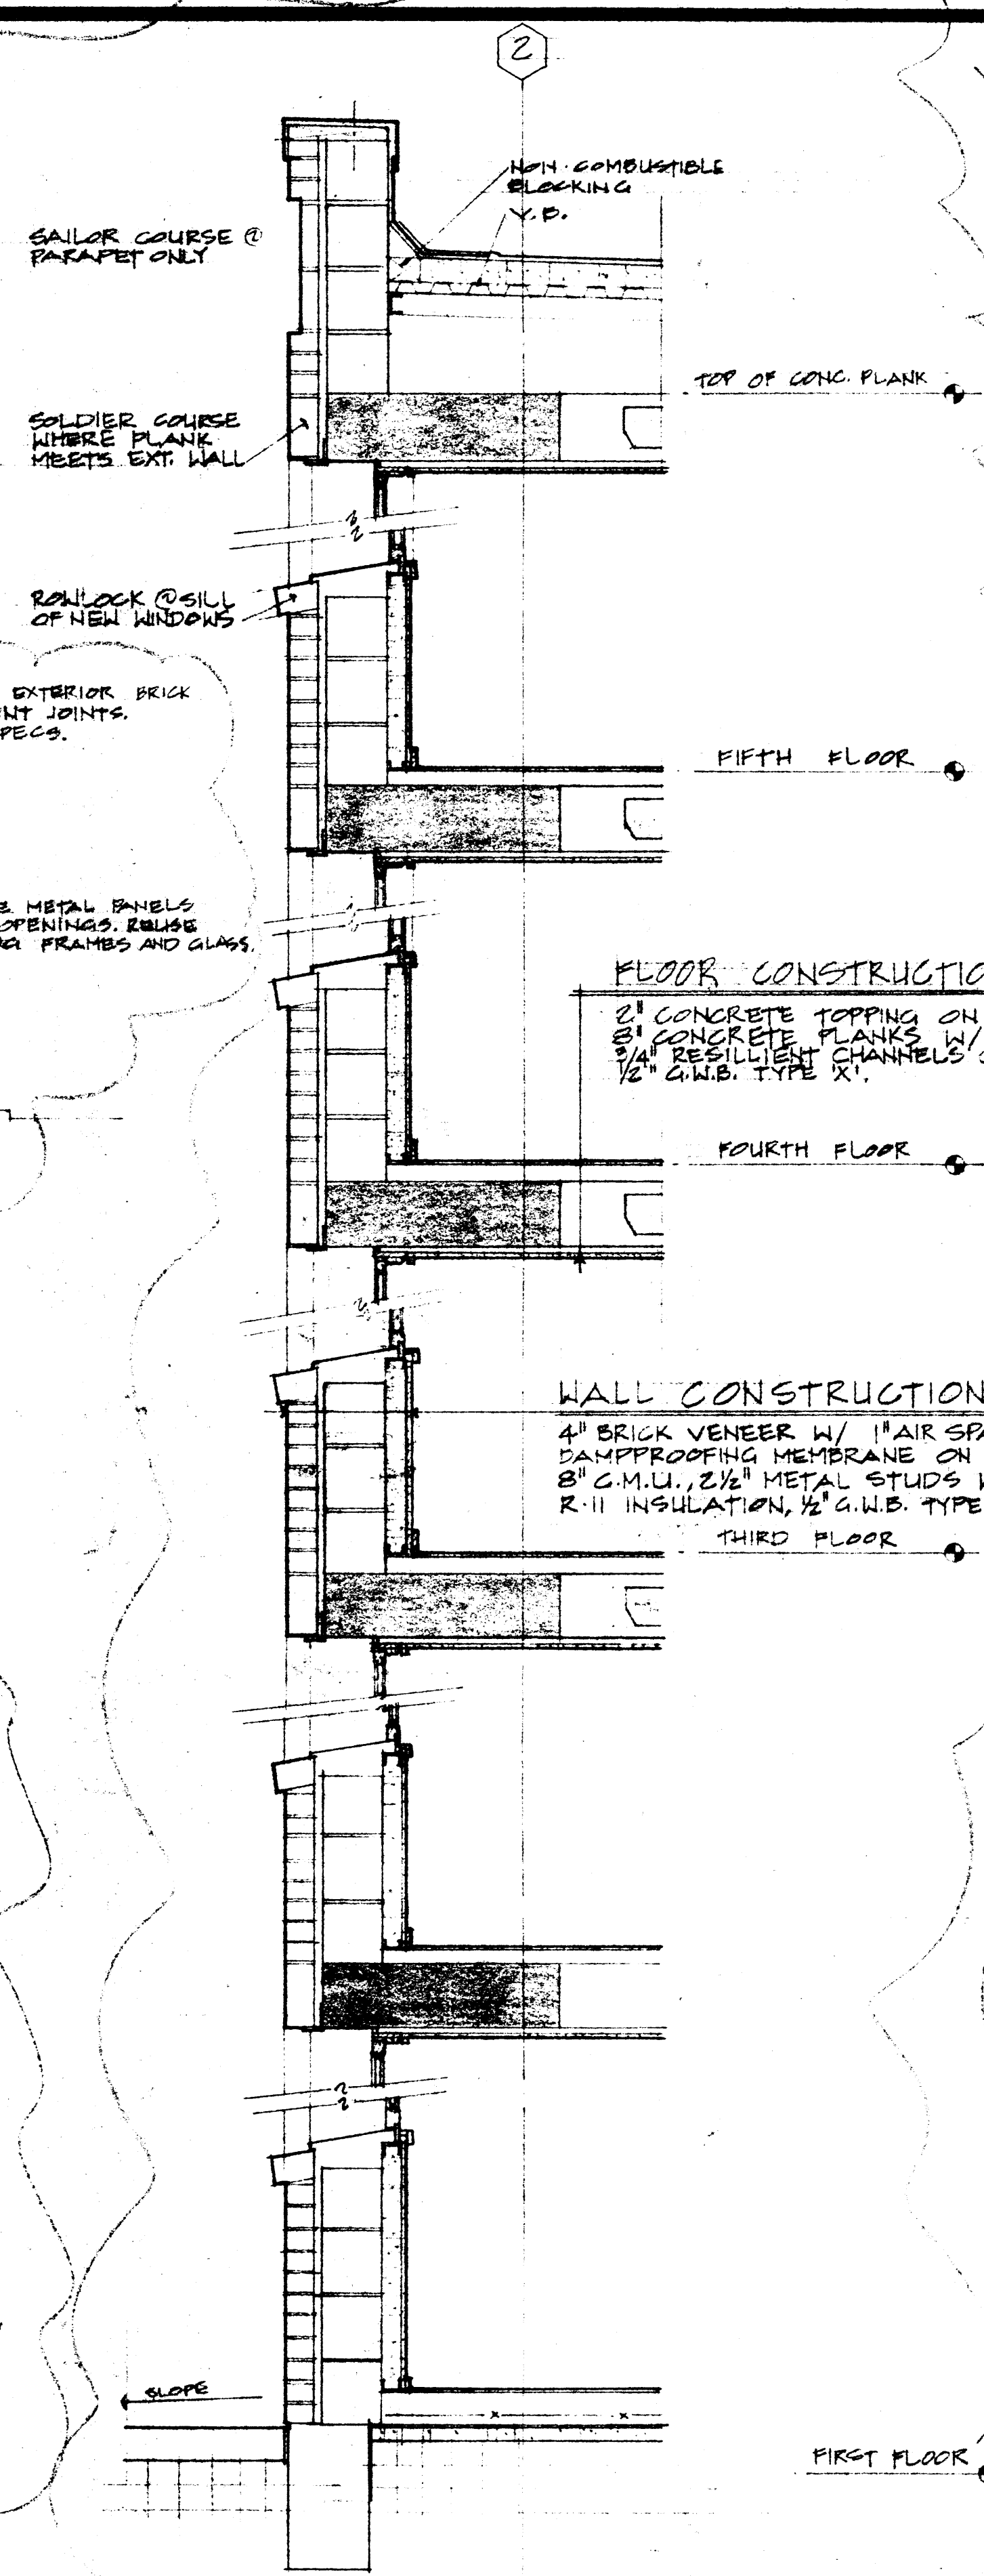 2
NON-COMBUSTIBLE
BLOCKING
V.B.
SAILOR COURSE @
PARAPET ONLY
TOP OF CONC. PLANK
SOLDIER COURSE
WHERE PLANK
MEETS EXT. WALL
ROWLOCK @ SILL
OF NEW WINDOWS
EXTERIOR BRICK
NT JOINTS.
PECS.
FIFTH FLOOR
E METAL PANELS
OPENINGS. REUSE
NG FRAMES AND GLASS.
FLOOR CONSTRUCTIO
2" CONCRETE TOPPING ON
8" CONCRETE PLANKS W/
3/4" RESILLIENT CHANNELS
1/2" G.W.B. TYPE 'X'.
FOURTH FLOOR
WALL CONSTRUCTION
4" BRICK VENEER W/ 1" AIR SPA
DAMPPROOFING MEMBRANE ON
8" C.M.U., 2 1/2" METAL STUDS W
R-11 INSULATION, 1/2" G.W.B. TYPE
THIRD FLOOR
SLOPE
FIRST FLOOR